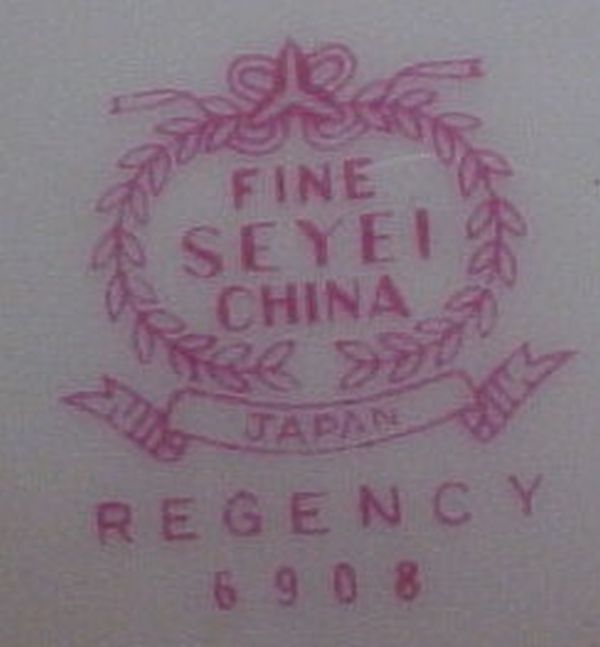 FINE
SEYEI
CHINA
JAPAN
REGENCY
6908